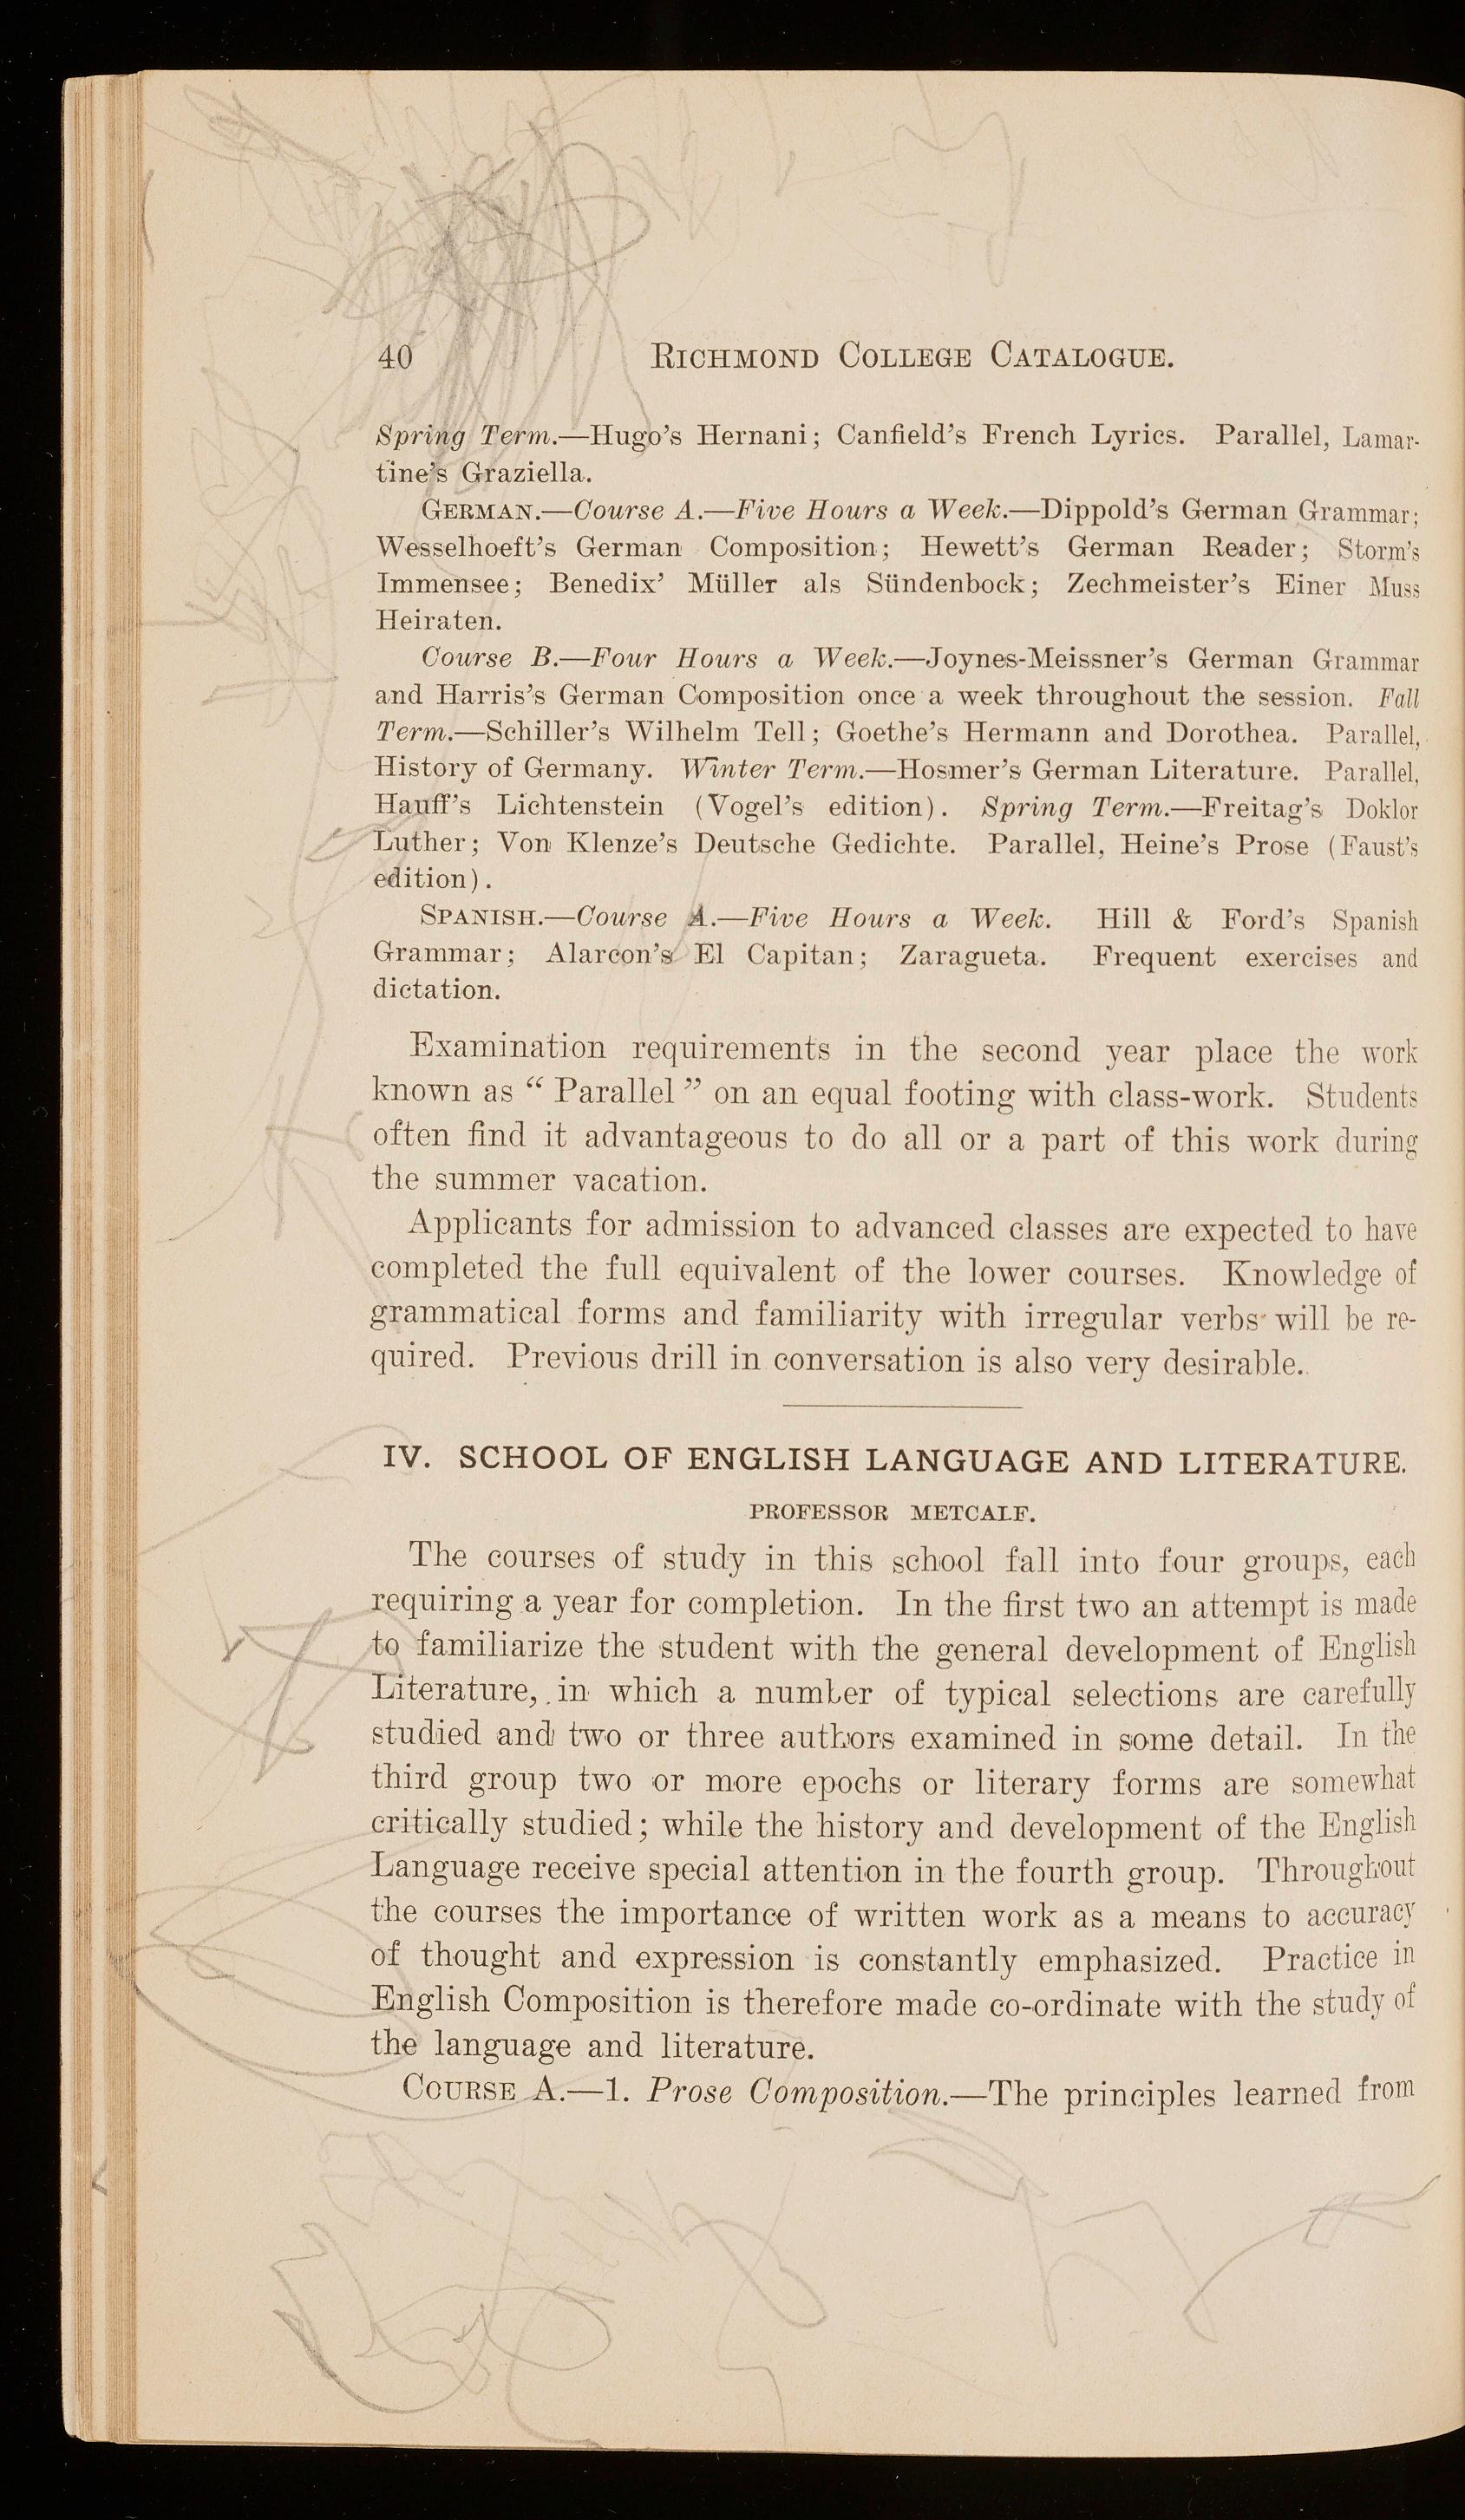 40 RICHMOND COLLEGE CATALOGUE.
Spring Term.—Hugo's Hernani; Canfield's French Lyrics. Parallel, Lamar-
tine's Graziella.
GERMAN.—Course A.—Five Hours a Week.—Dippold's German Grammar;
Wesselhoeft's German Composition; Hewett's German Reader; Storm's
Immensee; Benedix' Müller als Sündenbock; Zechmeister's Einer Muss
Heiraten.
Course B.—Four Hours a Week.—Joynes-Meissner's German Grammar
and Harris's German Composition once a week throughout the session. Fall
Term.—Schiller's Wilhelm Tell; Goethe's Hermann and Dorothea. Parallel,
History of Germany. Winter Term.—Hosmer's German Literature. Parallel,
Hauff's Lichtenstein (Vogel's edition). Spring Term.—Freitag's Doklor
Luther; Von Klenze's Deutsche Gedichte. Parallel, Heine's Prose (Faust's
edition).
SPANISH.—Course A.—Five Hours a Week. Hill & Ford's Spanish
Grammar; Alarcon's El Capitan; Zaragueta. Frequent exercises and
dictation.
Examination requirements in the second year place the work
known as “ Parallel ” on an equal footing with class-work. Students
often find it advantageous to do all or a part of this work during
the summer vacation.
Applicants for admission to advanced classes are expected to have
completed the full equivalent of the lower courses. Knowledge of
grammatical forms and familiarity with irregular verbs will be re-
quired. Previous drill in conversation is also very desirable.
IV. SCHOOL OF ENGLISH LANGUAGE AND LITERATURE.
PROFESSOR METCALF.
The courses of study in this school fall into four groups, each
requiring a year for completion. In the first two an attempt is made
to familiarize the student with the general development of English
Literature, in which a number of typical selections are carefully
studied and two or three authors examined in some detail. In the
third group two or more epochs or literary forms are somewhat
critically studied; while the history and development of the English
Language receive special attention in the fourth group. Throughout
the courses the importance of written work as a means to accuracy
of thought and expression is constantly emphasized. Practice in
English Composition is therefore made co-ordinate with the study of
the language and literature.
COURSE A.—1. Prose Composition.—The principles learned from